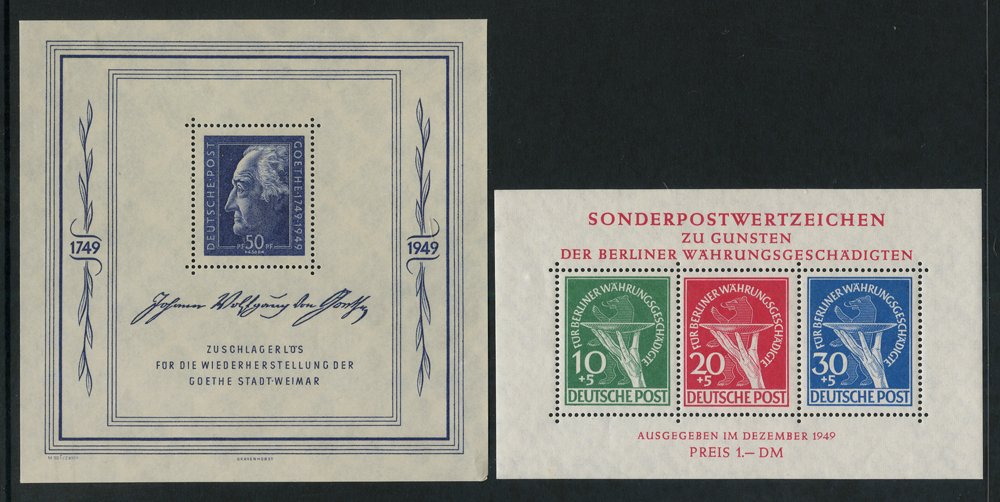 1749
1949
DEUTSCHE·POST
GOETHE·1749·1949
PF 50 PF
Johann Wolfgang von Goethe
ZUSCHLAGERLÖS
FÜR DIE WIEDERHERSTELLUNG DER
GOETHE STADT·WEIMAR
SONDERPOSTWERTZEICHEN
ZU GUNSTEN
DER BERLINER WÄHRUNGSGESCHÄDIGTEN
FÜR BERLINER WÄHRUNGSGESCHÄDIGTE
10
+5
DEUTSCHE POST
FÜR BERLINER WÄHRUNGSGESCHÄDIGTE
20
+5
DEUTSCHE POST
FÜR BERLINER WÄHRUNGSGESCHÄDIGTE
30
+5
DEUTSCHE POST
AUSGEGEBEN IM DEZEMBER 1949
PREIS 1.– DM